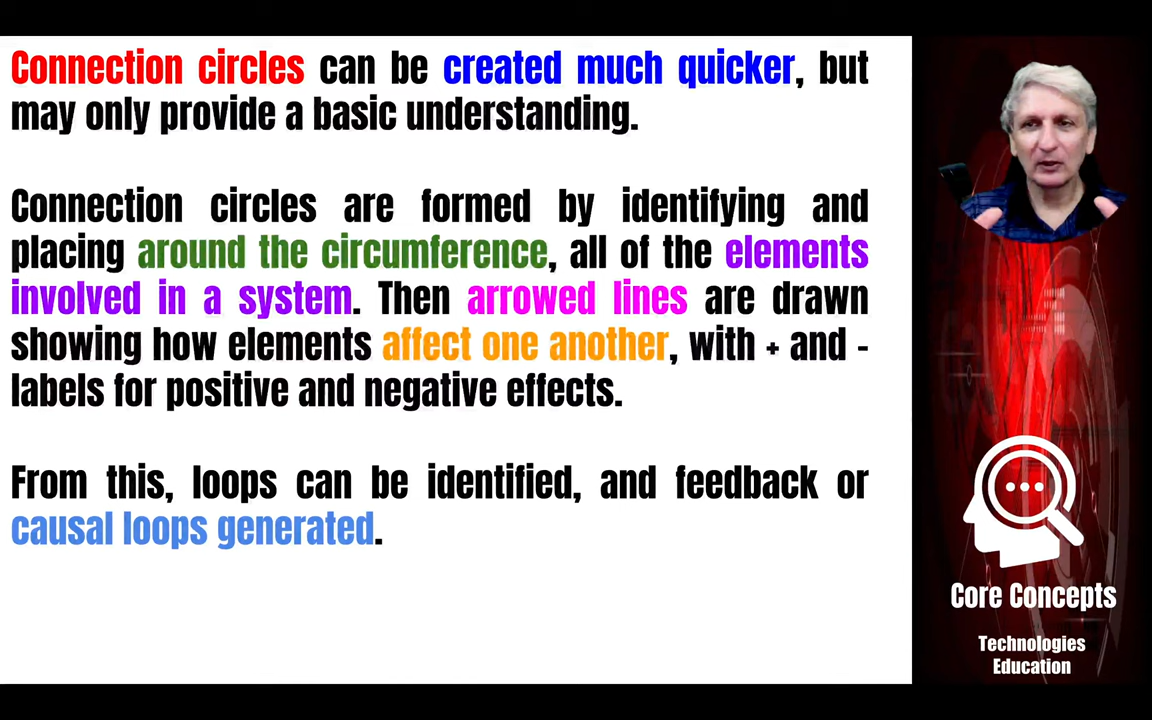 Connection circles can be created much quicker, but
may only provide a basic understanding.
Connection circles are formed by identifying and
placing around the circumference, all of the elements
involved in a system. Then arrowed lines are drawn
showing how elements affect one another, with + and -
labels for positive and negative effects.
From this, loops can be identified, and feedback or
causal loops generated.
Core Concepts
Technologies
Education